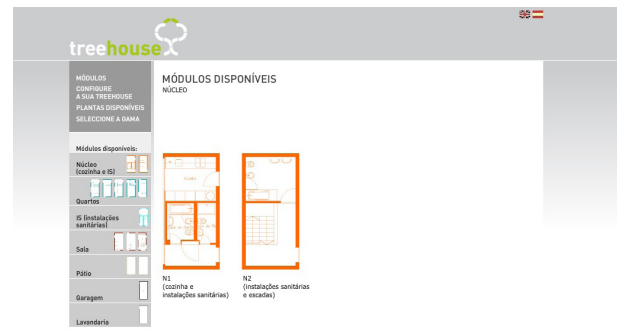 treehouse
MÓDULOS
CONFIGURE
A SUA TREEHOUSE
PLANTAS DISPONÍVEIS
SELECCIONE A GAMA
MÓDULOS DISPONÍVEIS
NÚCLEO
Módulos disponíveis:
Núcleo
(cozinha e IS)
Quartos
IS (instalações
sanitárias)
Sala
Pátio
Garagem
Lavandaria
N1
(cozinha e
instalações sanitárias)
N2
(instalações sanitárias
e escadas)